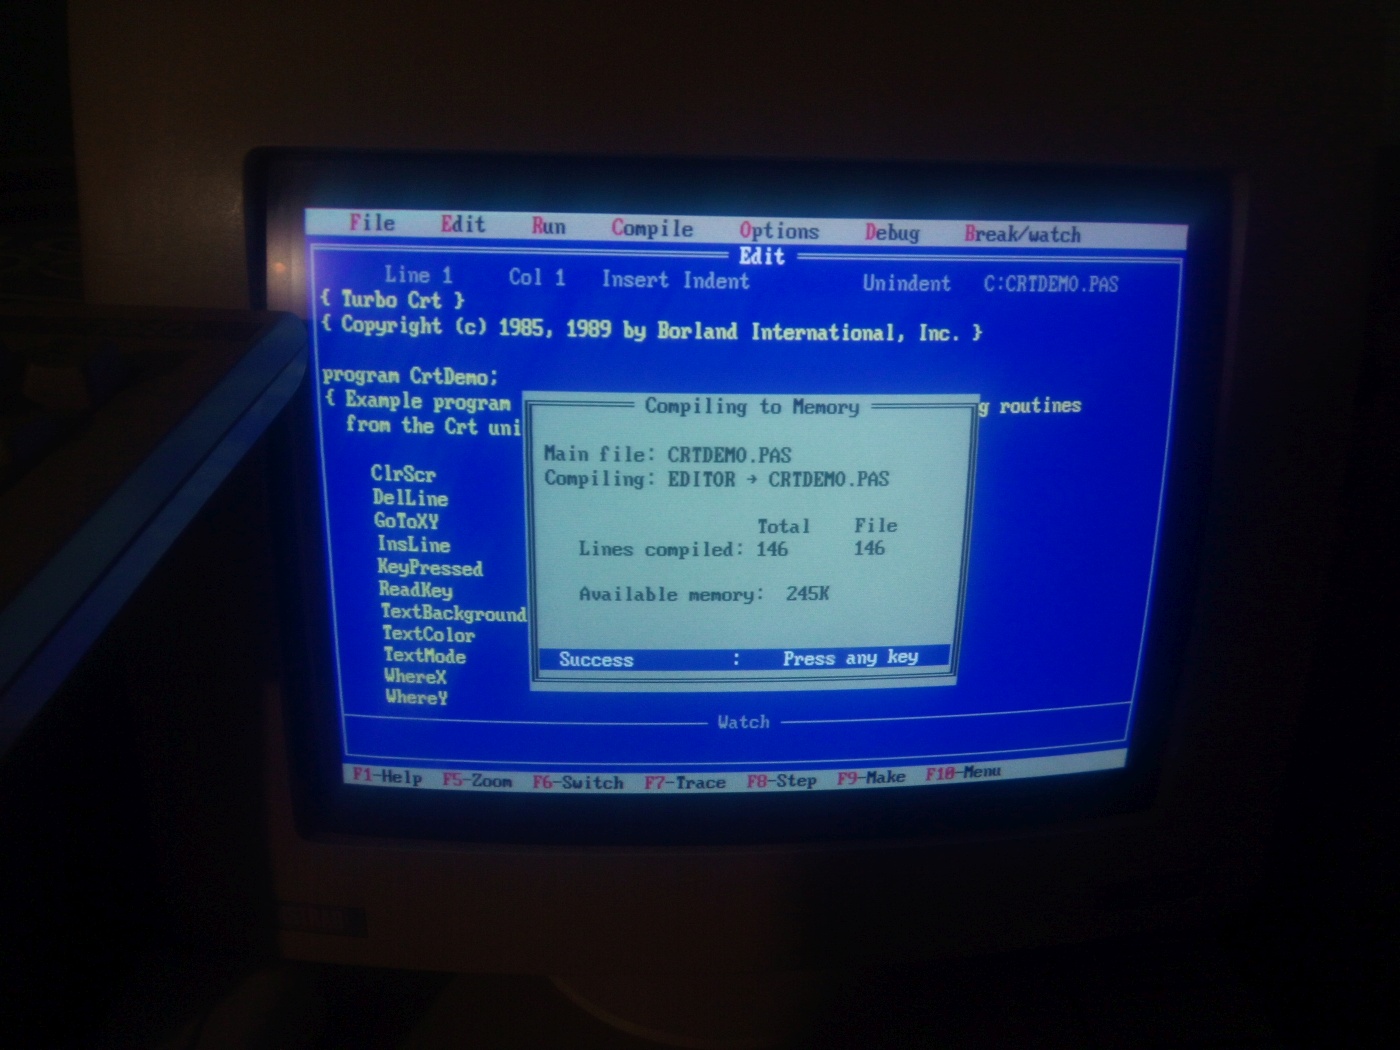 File Edit Run Compile Options Debug Break/watch
Edit
Line 1 Col 1 Insert Indent Unindent C:CRTDEMO.PAS
{ Turbo Crt }
{ Copyright (c) 1985, 1989 by Borland International, Inc. }
program CrtDemo;
{ Example program g routines
from the Crt uni
ClrScr
DelLine
GoToXY
InsLine
KeyPressed
ReadKey
TextBackground
TextColor
TextMode
WhereX
WhereY
Compiling to Memory
Main file: CRTDEMO.PAS
Compiling: EDITOR → CRTDEMO.PAS
Total File
Lines compiled: 146 146
Available memory: 245K
Success : Press any key
Watch
F1-Help F5-Zoom F6-Switch F7-Trace F8-Step F9-Make F10-Menu